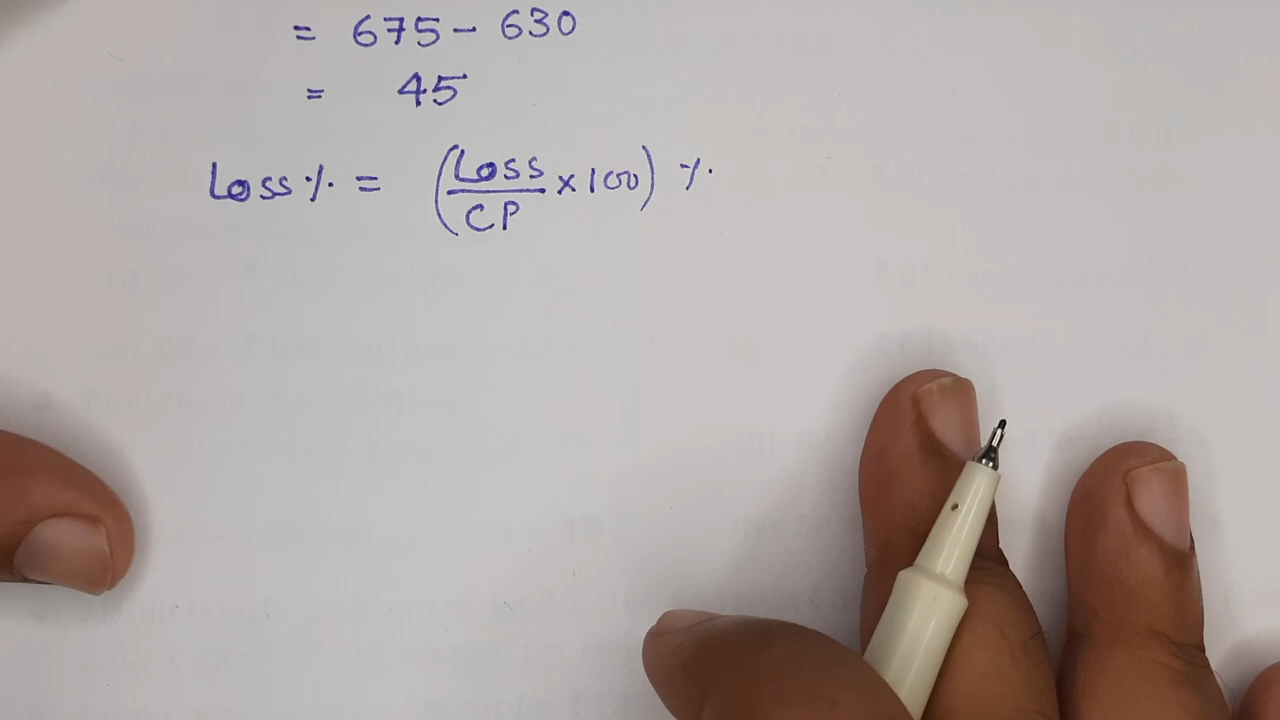 = 675 - 630
= 45
Loss % = (Loss/CP × 100) %